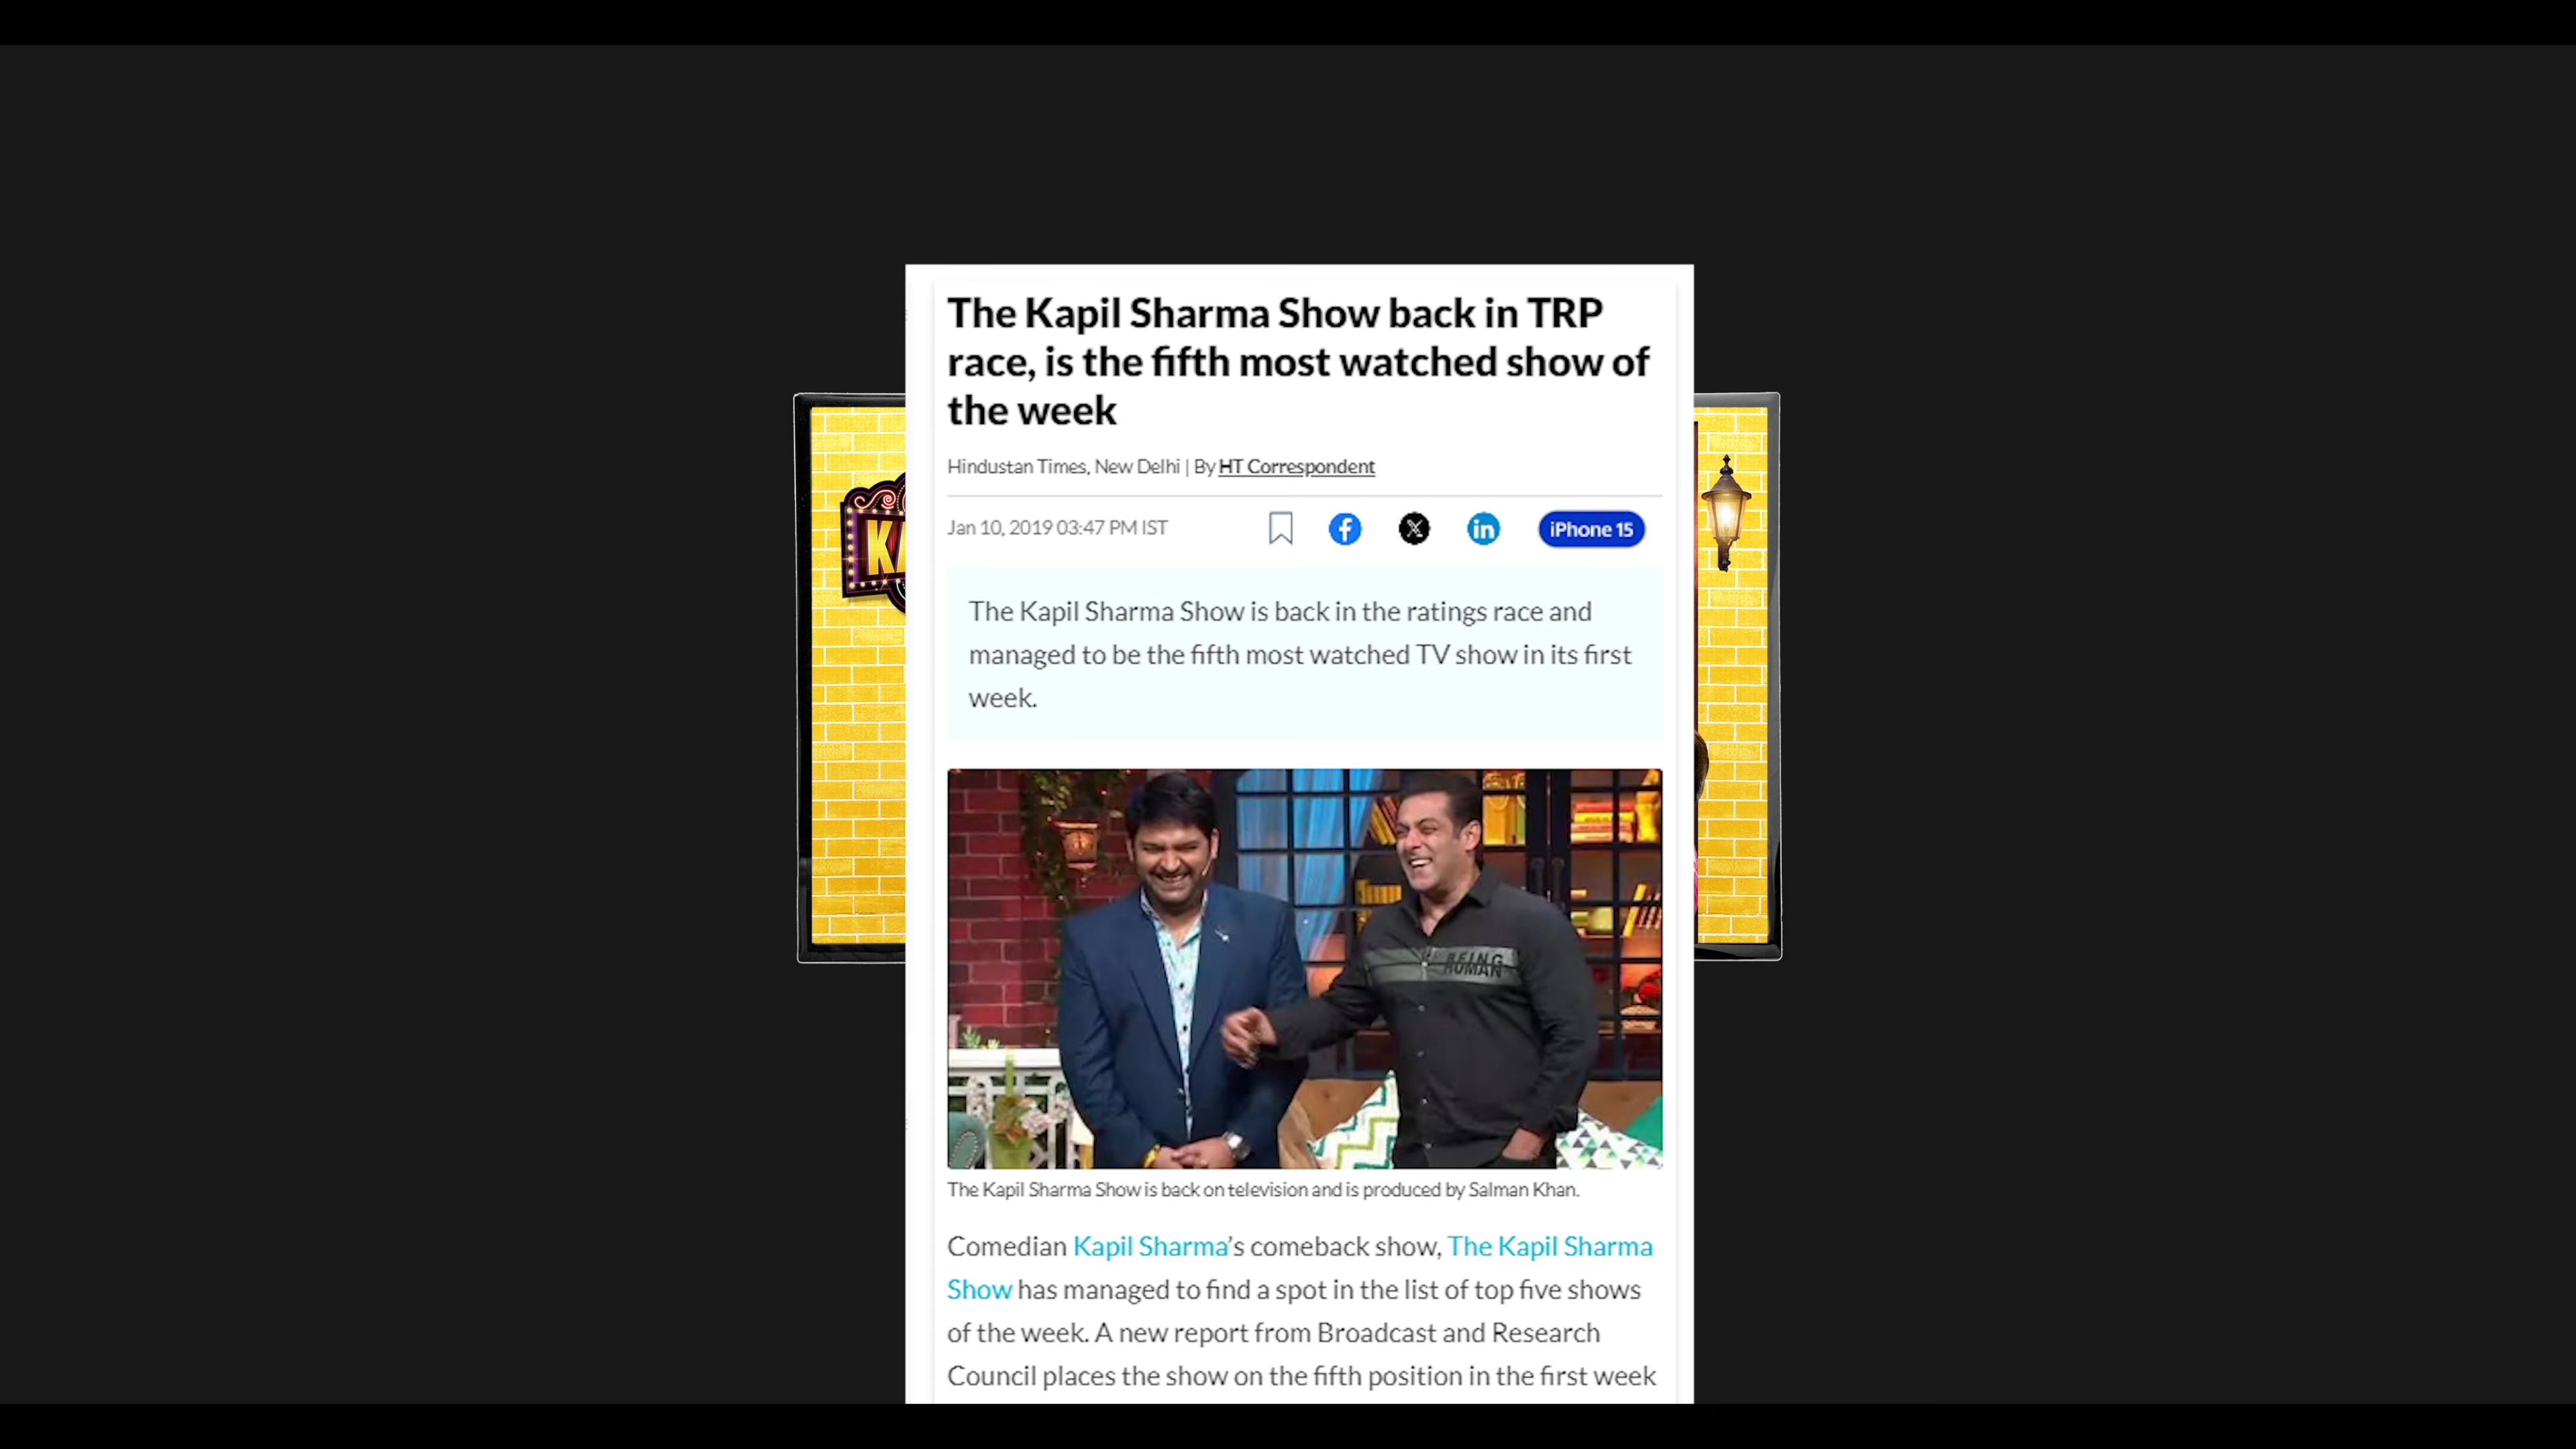 The Kapil Sharma Show back in TRP
race, is the fifth most watched show of
the week
Hindustan Times, New Delhi | By HT Correspondent
Jan 10, 2019 03:47 PM IST
iPhone 15
The Kapil Sharma Show is back in the ratings race and
managed to be the fifth most watched TV show in its first
week.
KA
BEING
HUMAN
The Kapil Sharma Show is back on television and is produced by Salman Khan.
Comedian Kapil Sharma's comeback show, The Kapil Sharma
Show has managed to find a spot in the list of top five shows
of the week. A new report from Broadcast and Research
Council places the show on the fifth position in the first week